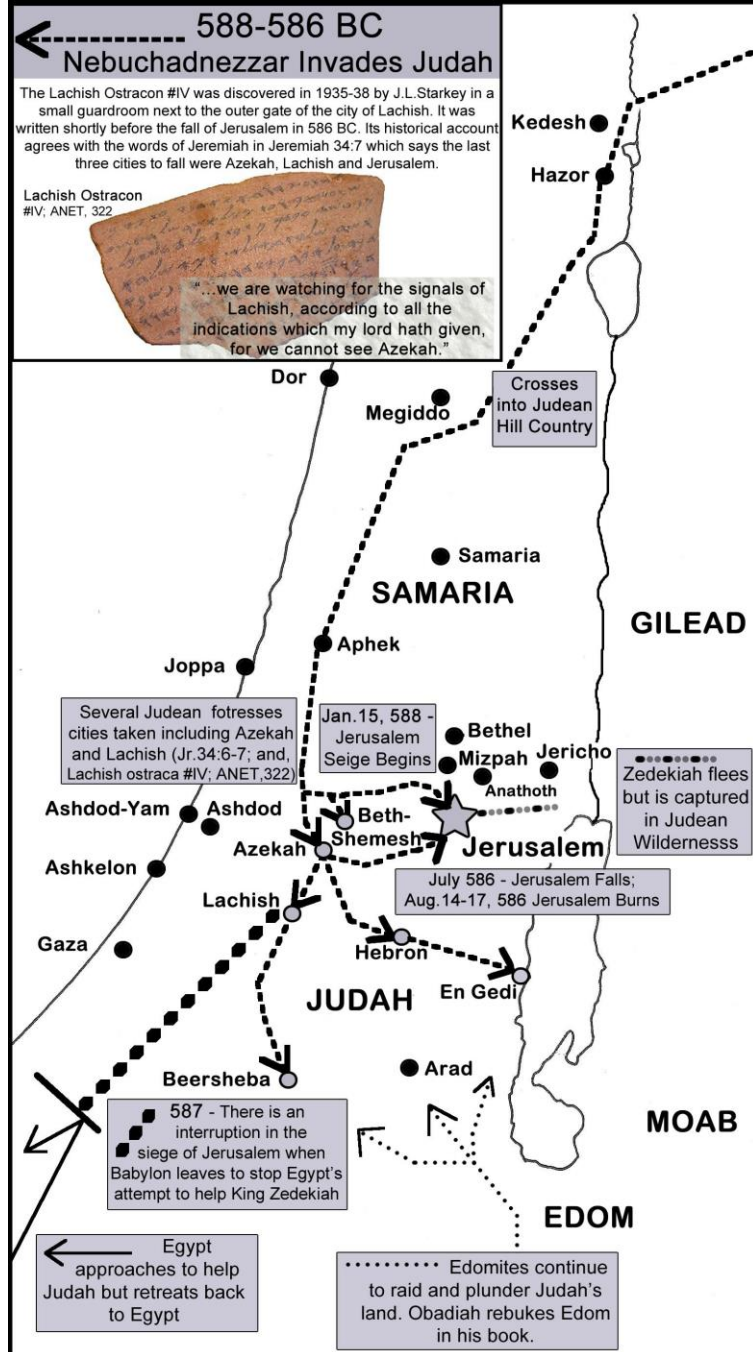 588-586 BC
Nebuchadnezzar Invades Judah
The Lachish Ostracon #IV was discovered in 1935-38 by J.L.Starkey in a
small guardroom next to the outer gate of the city of Lachish. It was
written shortly before the fall of Jerusalem in 586 BC. Its historical account
agrees with the words of Jeremiah in Jeremiah 34:7 which says the last
three cities to fall were Azekah, Lachish and Jerusalem.
Lachish Ostracon
#IV; ANET, 322
"...we are watching for the signals of
Lachish, according to all the
indications which my lord hath given,
for we cannot see Azekah."
Kedesh
Hazor
Dor
Megiddo
Crosses
into Judean
Hill Country
Samaria
SAMARIA
GILEAD
Aphek
Joppa
Several Judean fotresses
cities taken including Azekah
and Lachish (Jr.34:6-7; and,
Lachish ostraca #IV; ANET,322)
Jan.15, 588 -
Jerusalem
Seige Begins
Bethel
Mizpah
Jericho
Anathoth
Zedekiah flees
but is captured
in Judean
Wildernesss
Ashdod-Yam
Ashdod
Beth-
Shemesh
Azekah
Jerusalem
Ashkelon
July 586 - Jerusalem Falls;
Aug.14-17, 586 Jerusalem Burns
Lachish
Gaza
Hebron
En Gedi
JUDAH
Beersheba
Arad
MOAB
587 - There is an
interruption in the
siege of Jerusalem when
Babylon leaves to stop Egypt's
attempt to help King Zedekiah
EDOM
Egypt
approaches to help
Judah but retreats back
to Egypt
Edomites continue
to raid and plunder Judah's
land. Obadiah rebukes Edom
in his book.